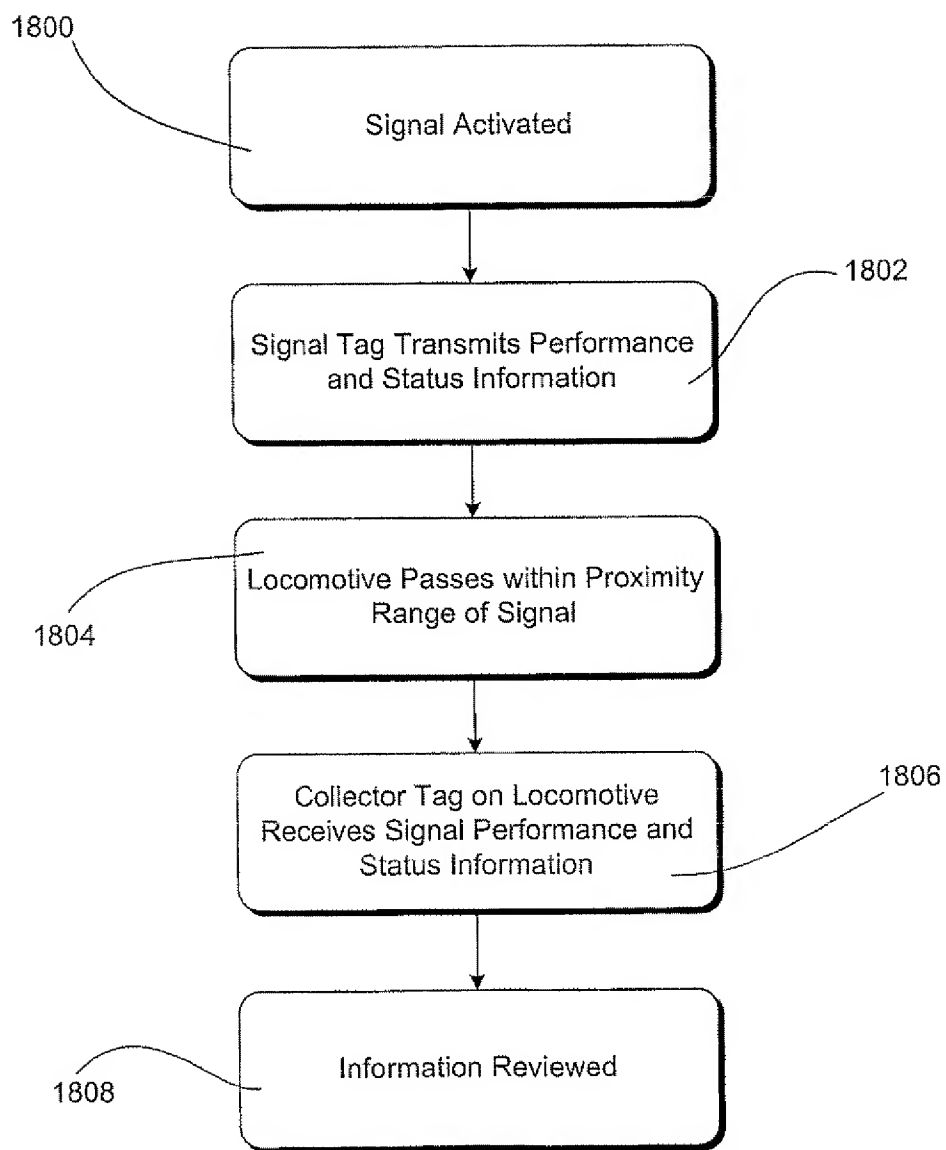 1800
Signal Activated
1802
Signal Tag Transmits Performance
and Status Information
Locomotive Passes within Proximity
Range of Signal
1804
1806
Collector Tag on Locomotive
Receives Signal Performance and
Status Information
Information Reviewed
1808